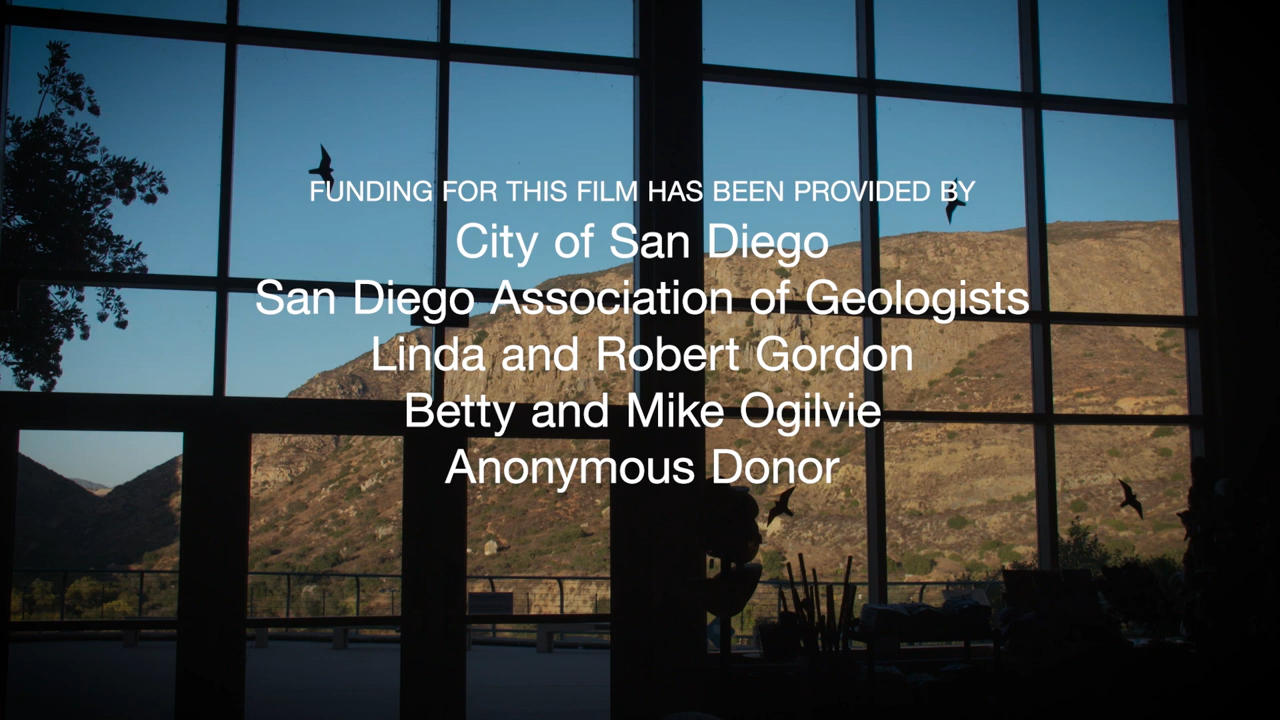 FUNDING FOR THIS FILM HAS BEEN PROVIDED BY
City of San Diego
San Diego Association of Geologists
Linda and Robert Gordon
Betty and Mike Ogilvie
Anonymous Donor